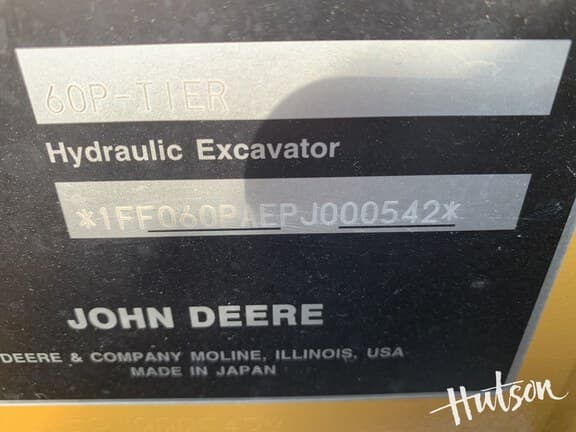 60P-TIER
Hydraulic Excavator
*1FF060PAEPJ000542*
JOHN DEERE
DEERE & COMPANY MOLINE, ILLINOIS, USA
MADE IN JAPAN
Hutson